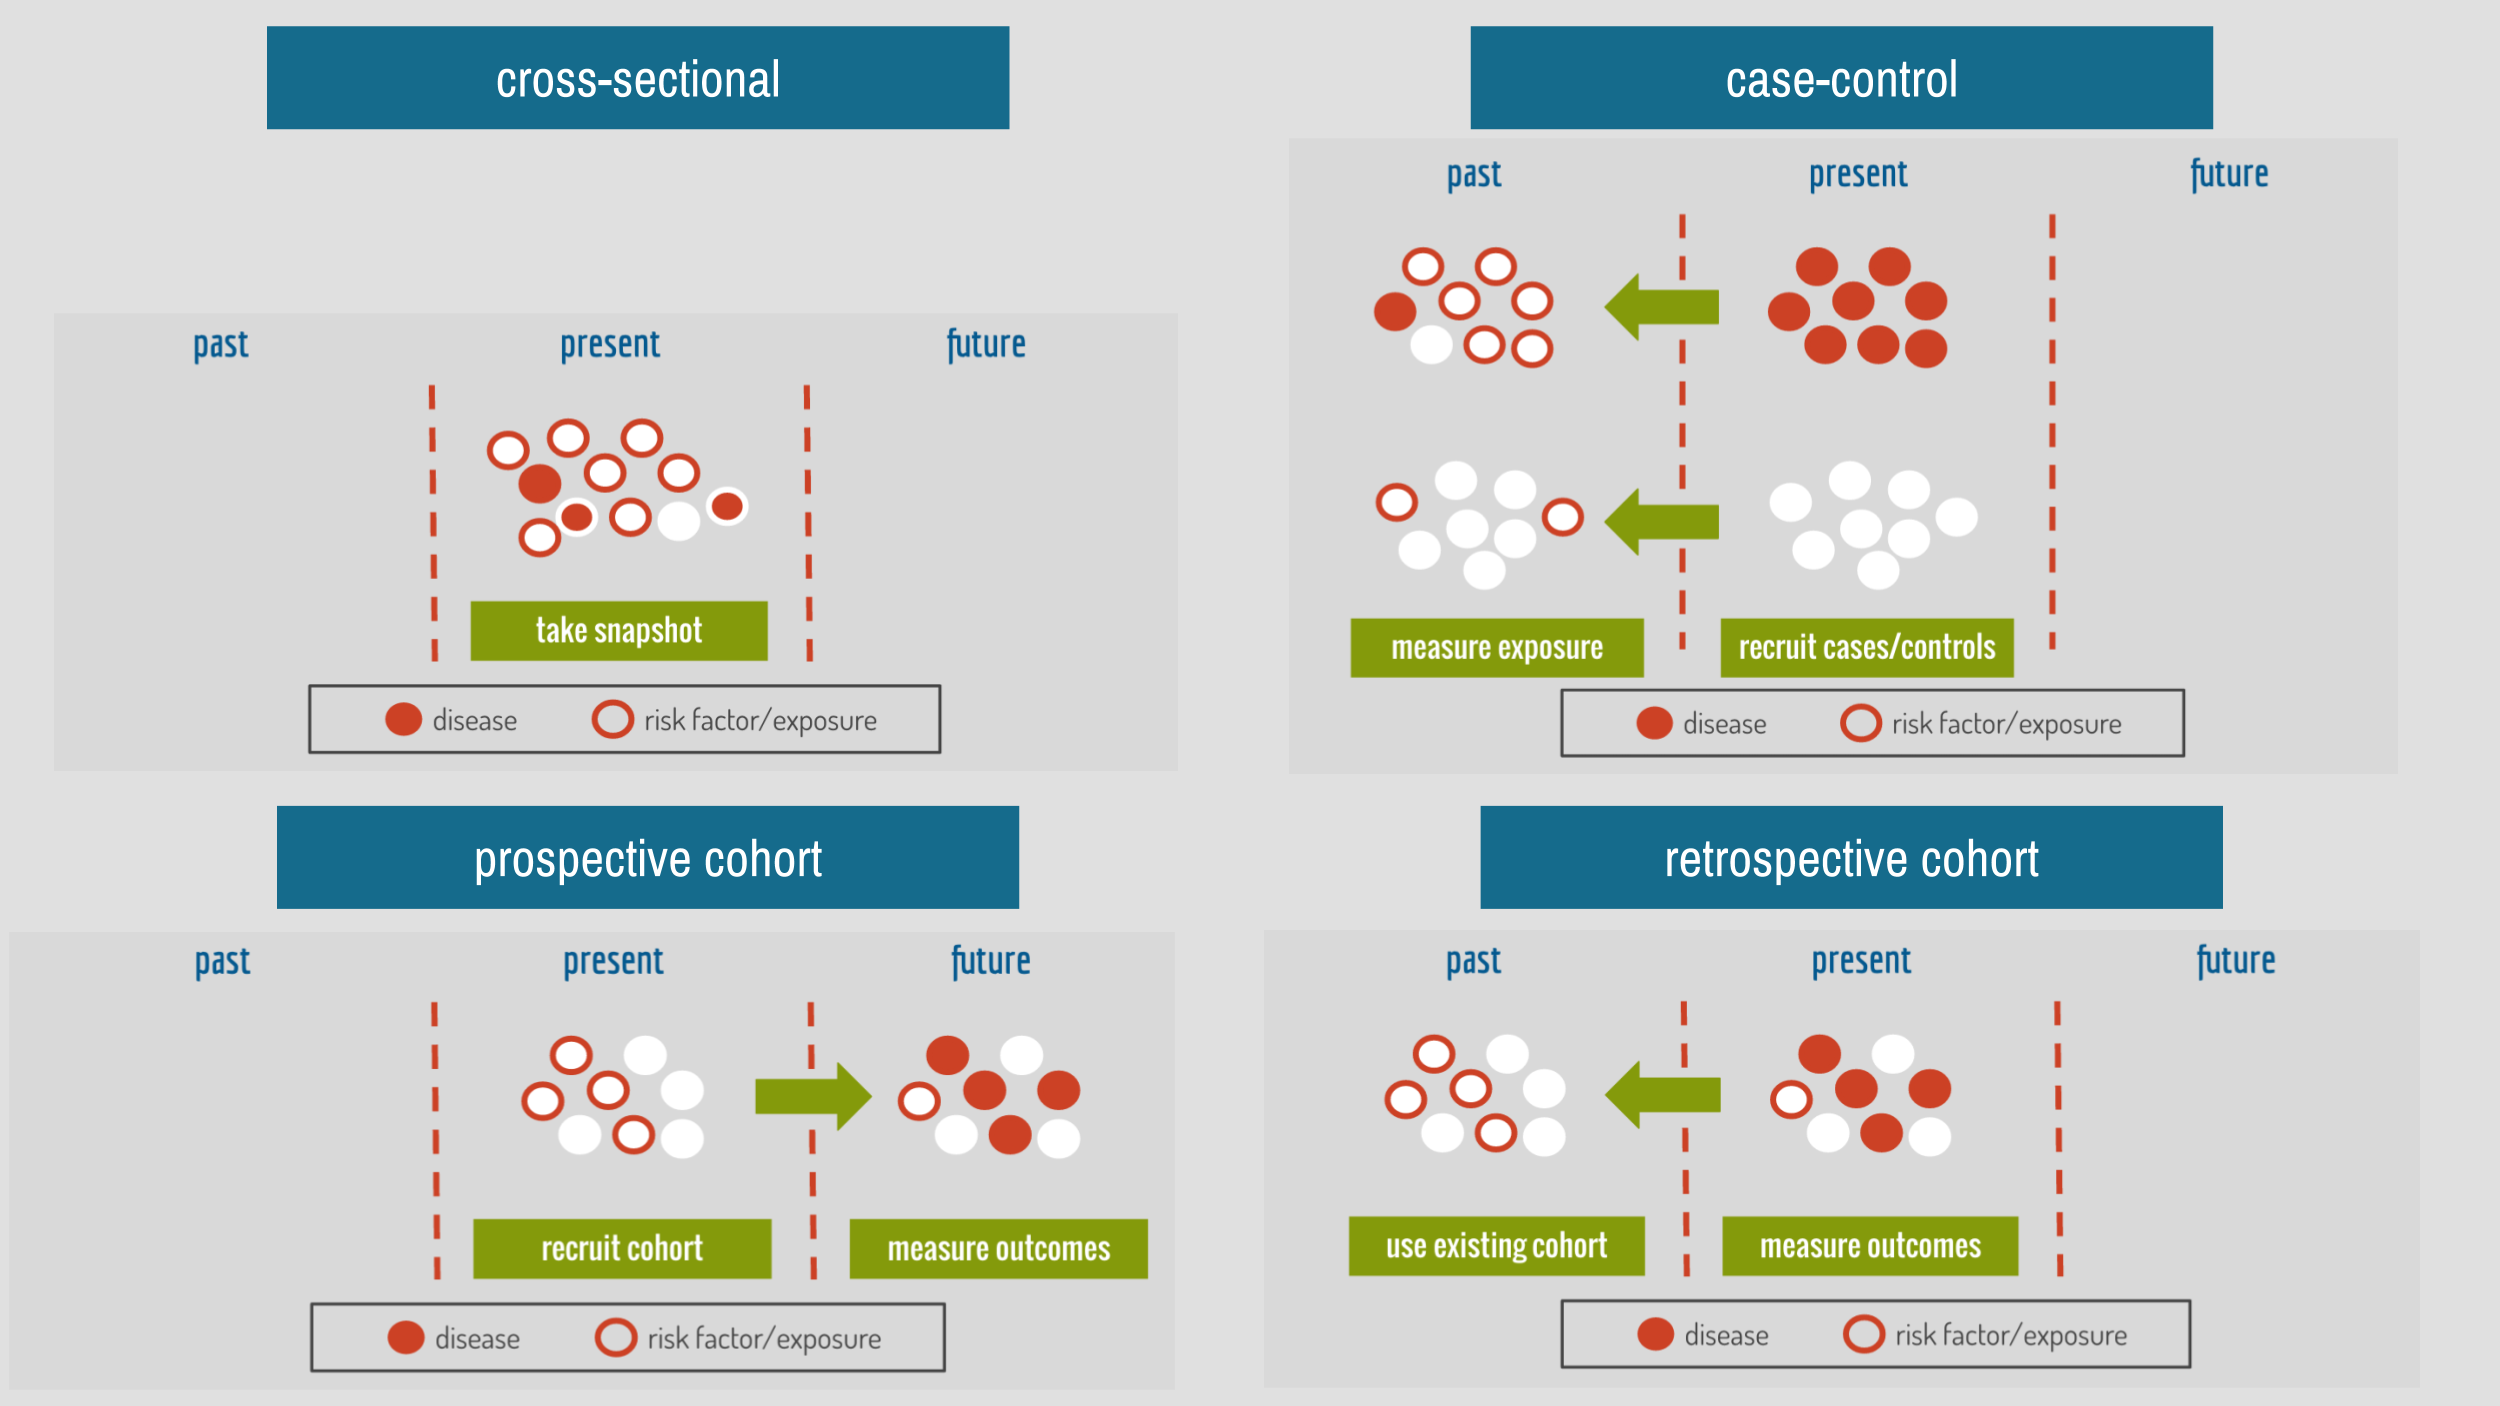 cross-sectional
past present future
take snapshot
disease risk factor/exposure
case-control
past present future
measure exposure recruit cases/controls
disease risk factor/exposure
prospective cohort
past present future
recruit cohort measure outcomes
disease risk factor/exposure
retrospective cohort
past present future
use existing cohort measure outcomes
disease risk factor/exposure